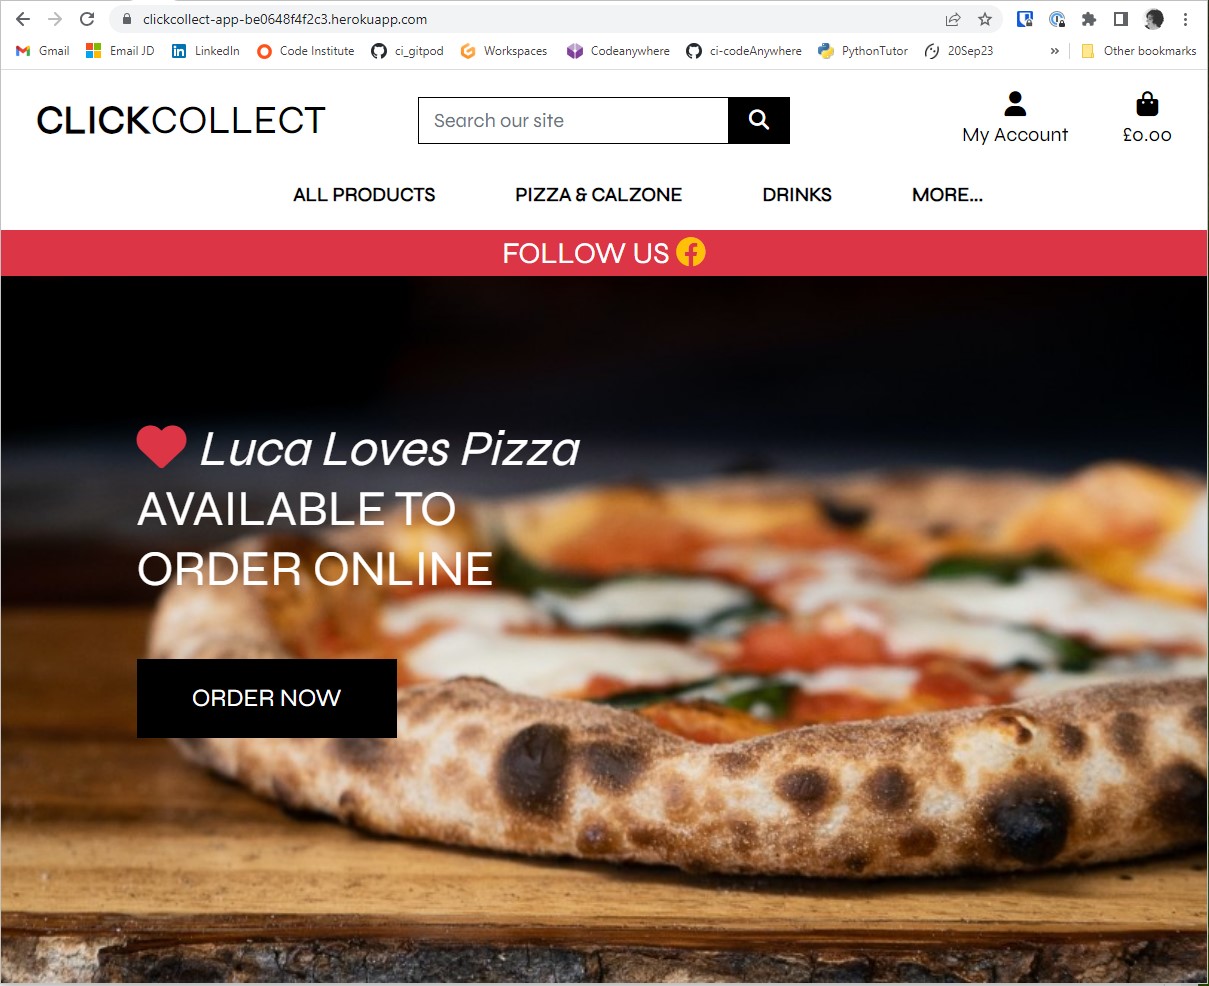 clickcollect-app-be0648f4f2c3.herokuapp.com
Gmail Email JD LinkedIn Code Institute ci_gitpod Workspaces Codeanywhere ci-codeAnywhere PythonTutor 20Sep23 » Other bookmarks
CLICKCOLLECT Search our site My Account £0.00
ALL PRODUCTS PIZZA & CALZONE DRINKS MORE...
FOLLOW US
Luca Loves Pizza
AVAILABLE TO
ORDER ONLINE
ORDER NOW